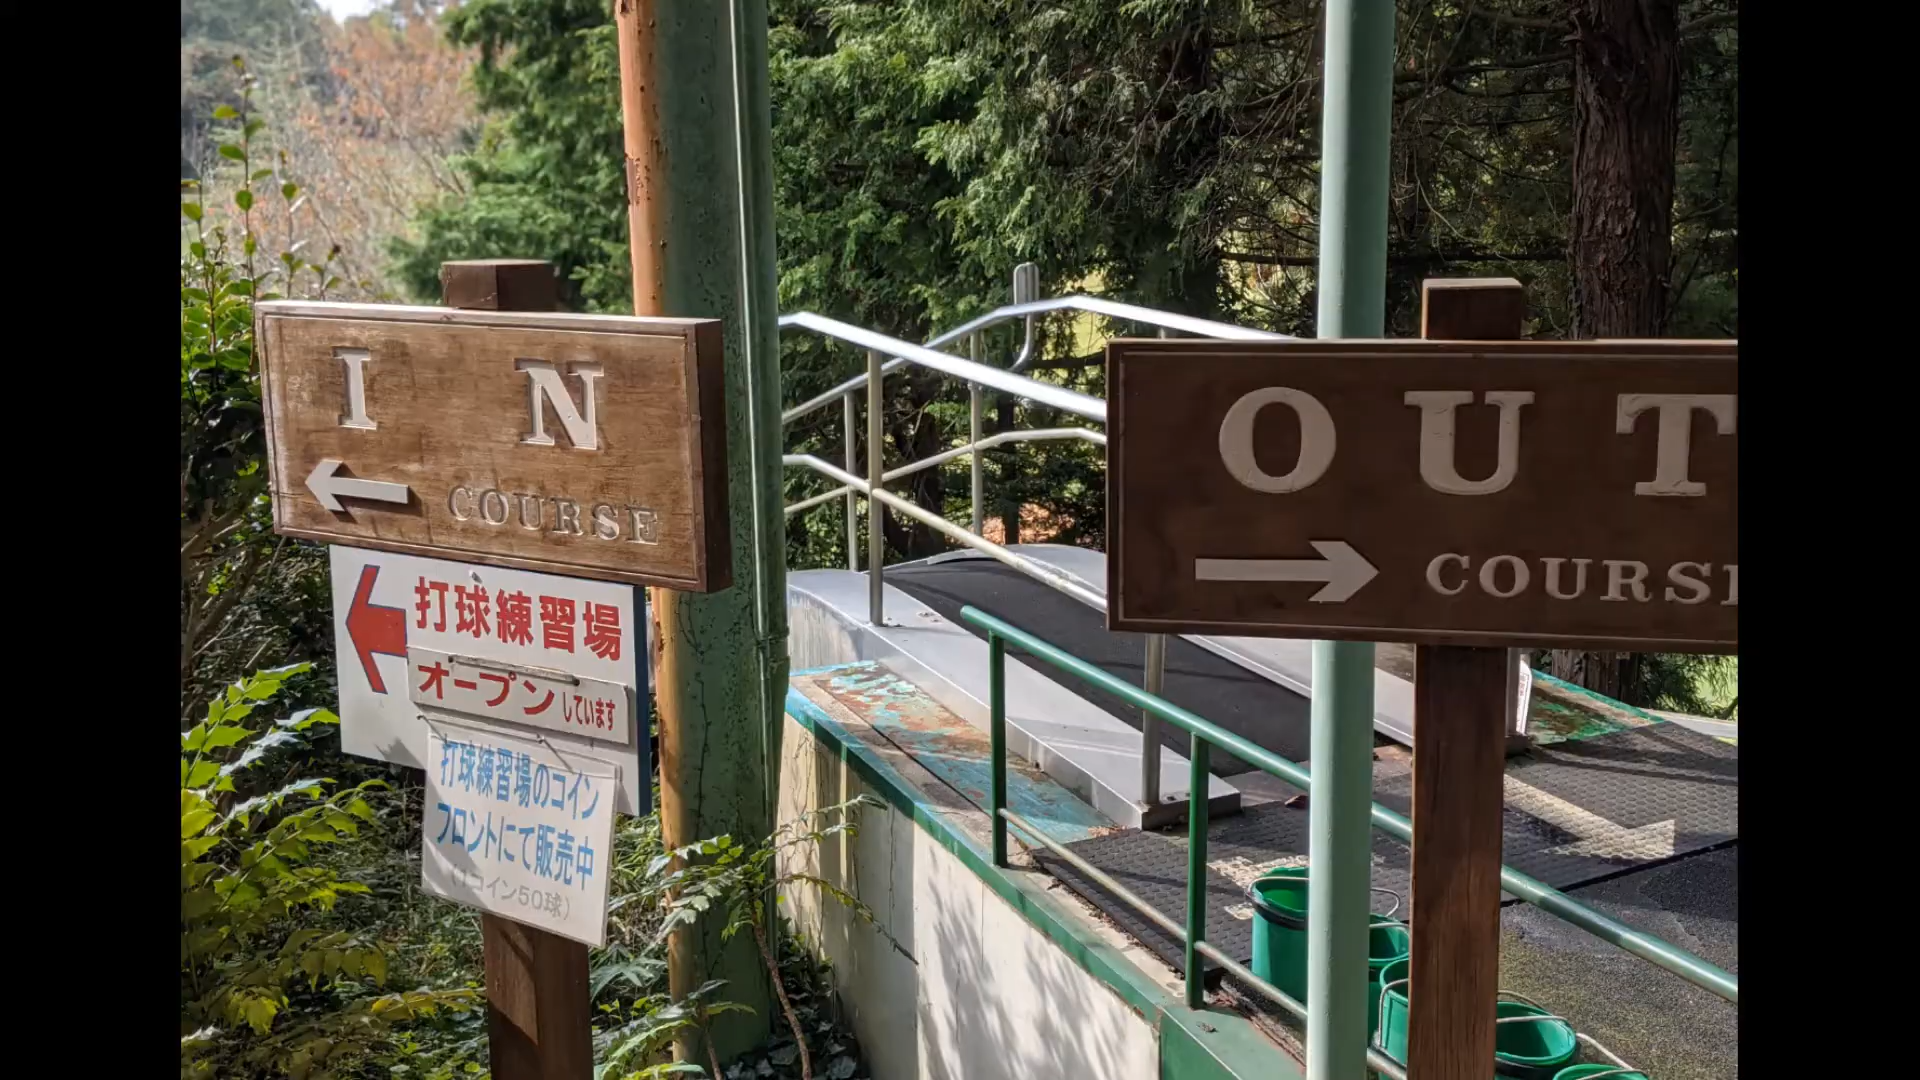 I N
COURSE
打球練習場
オープンしています
打球練習場のコイン
フロントにて販売中
(1コイン50球)
OUT
COURSE